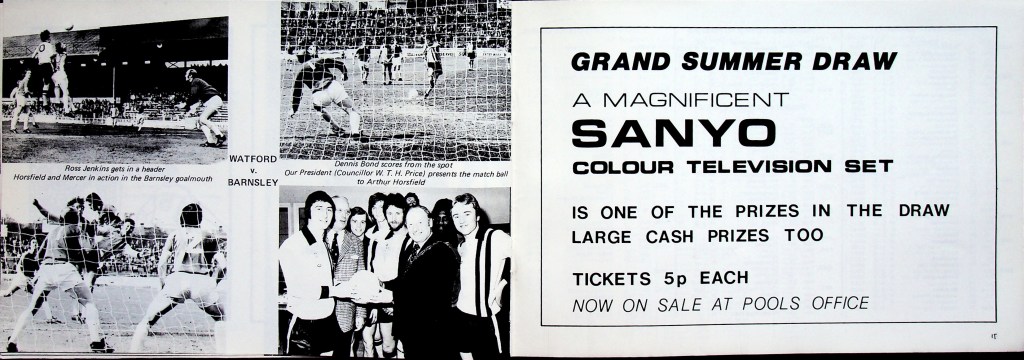 Ross Jenkins gets in a header
Horsfield and Mercer in action in the Barnsley goalmouth
WATFORD
v.
BARNSLEY
Dennis Bond scores from the spot
Our President (Councillor W. T. H. Price) presents the match ball
to Arthur Horsfield
GRAND SUMMER DRAW
A MAGNIFICENT
SANYO
COLOUR TELEVISION SET
IS ONE OF THE PRIZES IN THE DRAW
LARGE CASH PRIZES TOO
TICKETS 5p EACH
NOW ON SALE AT POOLS OFFICE